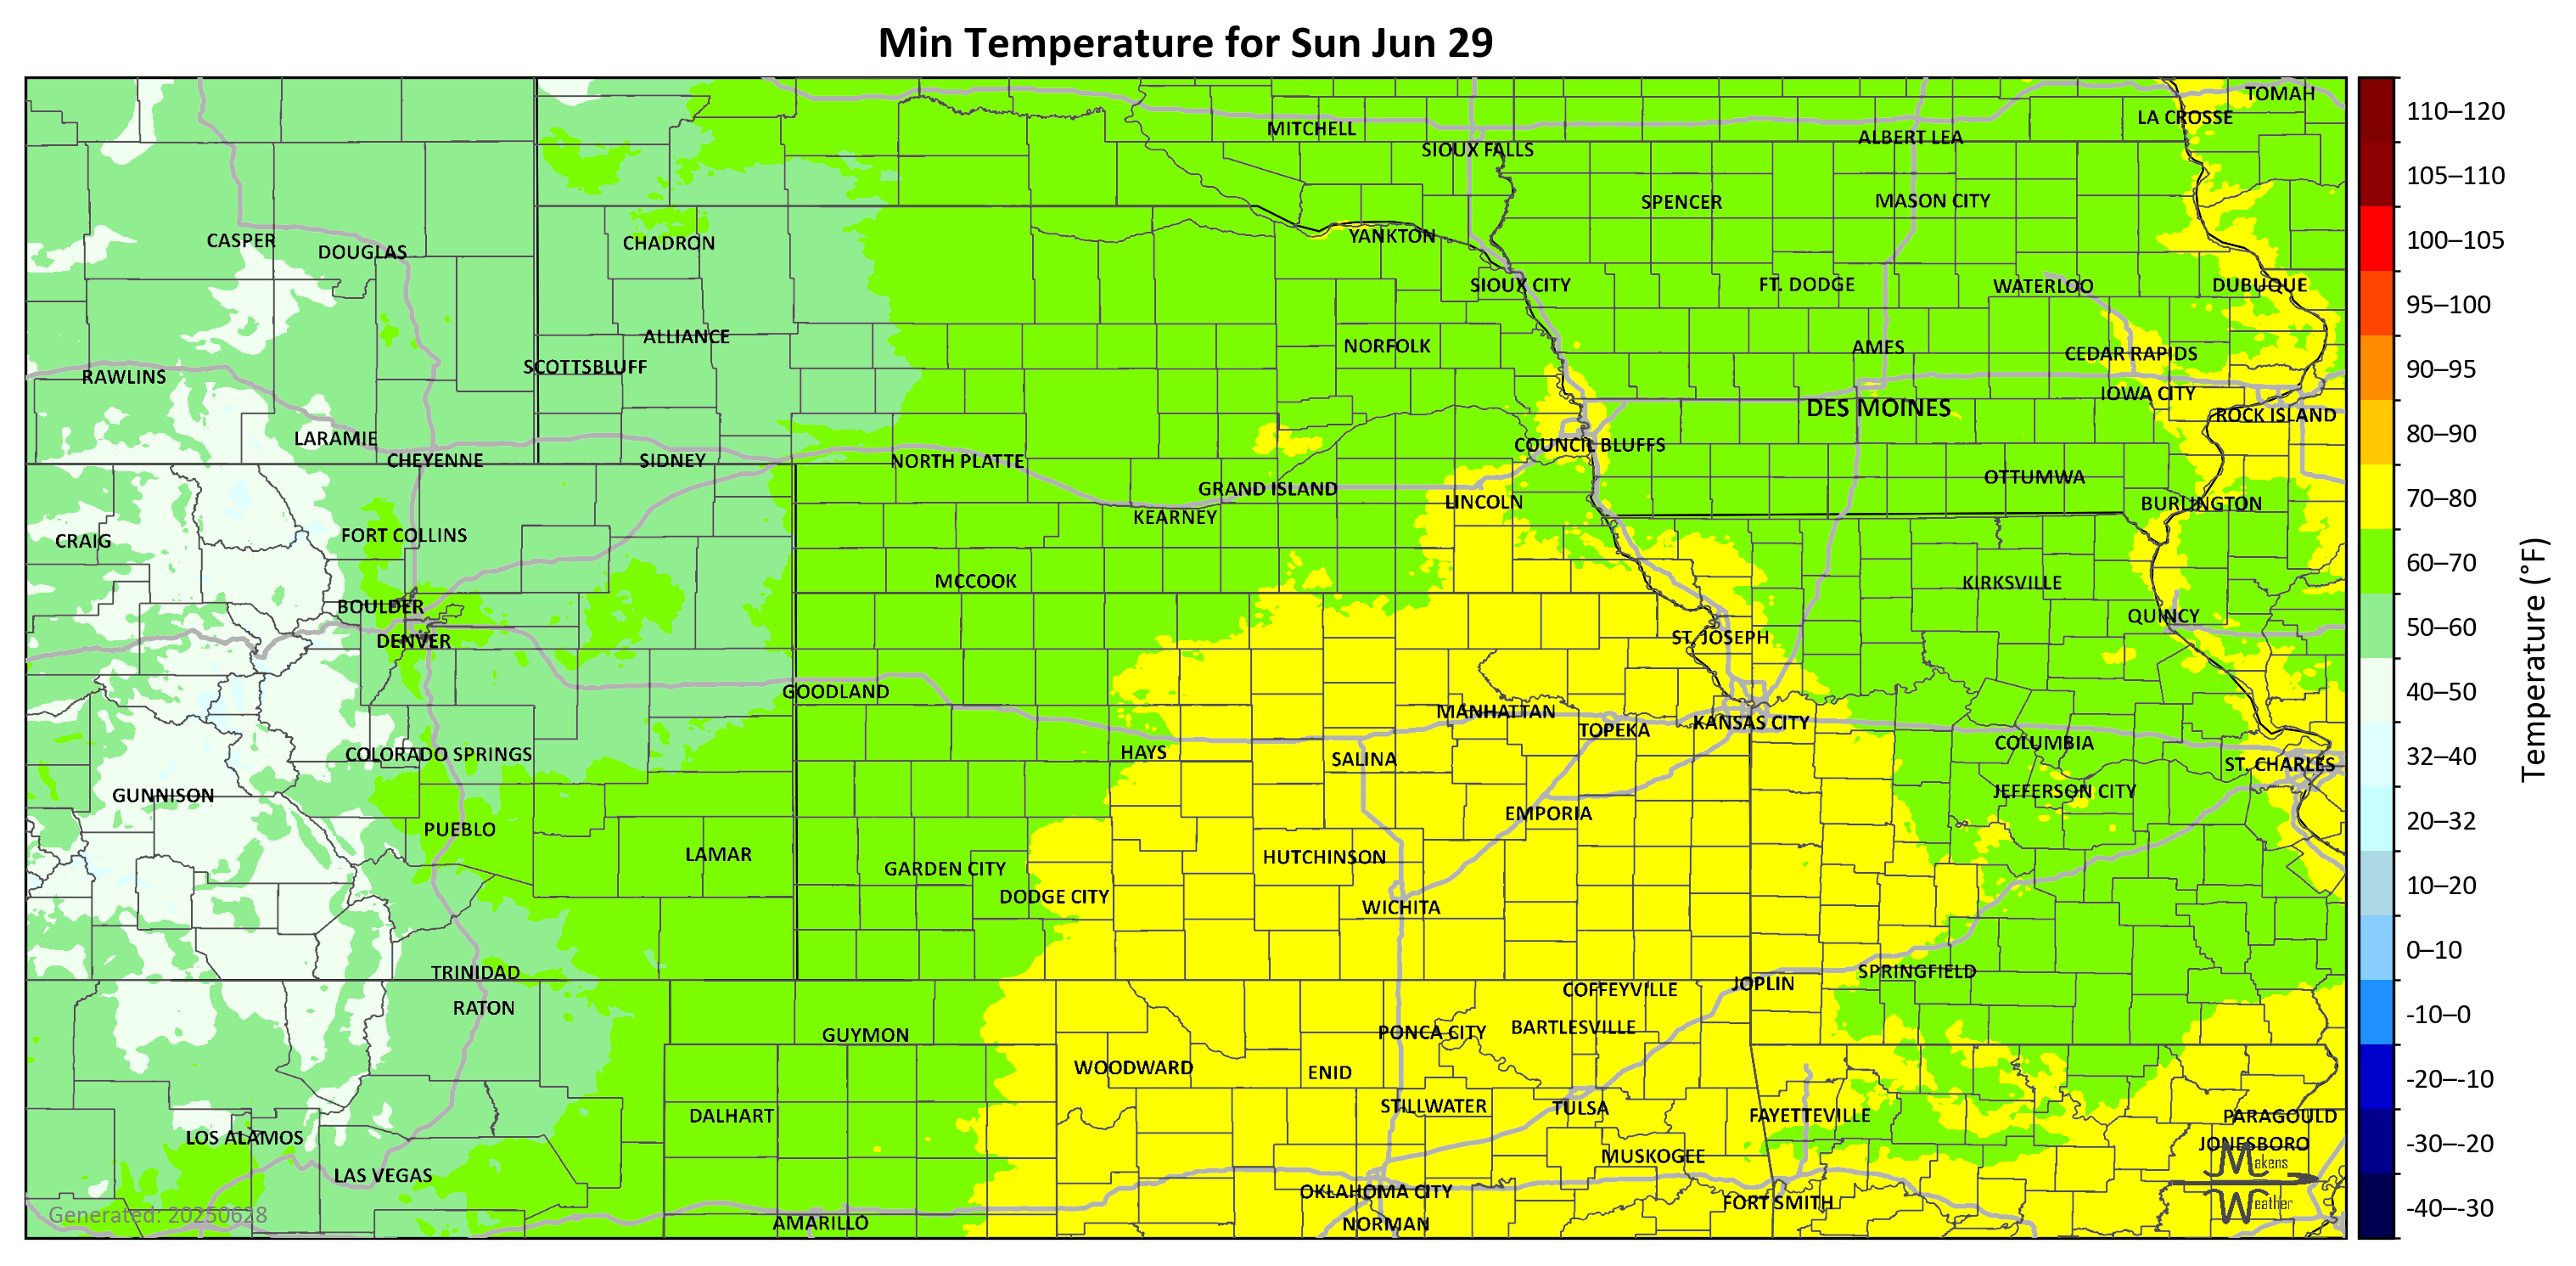 Min Temperature for Sun Jun 29
TOMAH
LA CROSSE
MITCHELL
ALBERT LEA
SIOUX FALLS
SPENCER
MASON CITY
CASPER
DOUGLAS
CHADRON
YANKTON
SIOUX CITY
FT. DODGE
WATERLOO
DUBUQUE
ALLIANCE
NORFOLK
AMES
CEDAR RAPIDS
SCOTTSBLUFF
RAWLINS
IOWA CITY
DES MOINES
ROCK ISLAND
LARAMIE
COUNCIL BLUFFS
CHEYENNE
SIDNEY
NORTH PLATTE
OTTUMWA
GRAND ISLAND
LINCOLN
BURLINGTON
KEARNEY
FORT COLLINS
CRAIG
MCCOOK
KIRKSVILLE
BOULDER
QUINCY
DENVER
ST. JOSEPH
GOODLAND
MANHATTAN
KANSAS CITY
TOPEKA
COLUMBIA
COLORADO SPRINGS
HAYS
SALINA
ST. CHARLES
GUNNISON
JEFFERSON CITY
EMPORIA
PUEBLO
LAMAR
HUTCHINSON
GARDEN CITY
DODGE CITY
WICHITA
TRINIDAD
SPRINGFIELD
JOPLIN
COFFEYVILLE
RATON
GUYMON
PONCA CITY
BARTLESVILLE
WOODWARD
ENID
STILLWATER
TULSA
DALHART
FAYETTEVILLE
PARAGOULD
LOS ALAMOS
JONESBORO
MUSKOGEE
LAS VEGAS
OKLAHOMA CITY
FORT SMITH
AMARILLO
NORMAN
Generated: 20250628
Makens
Weather
110–120
105–110
100–105
95–100
90–95
80–90
70–80
60–70
50–60
40–50
32–40
20–32
10–20
0–10
-10–0
-20–-10
-30–-20
-40–-30
Temperature (°F)